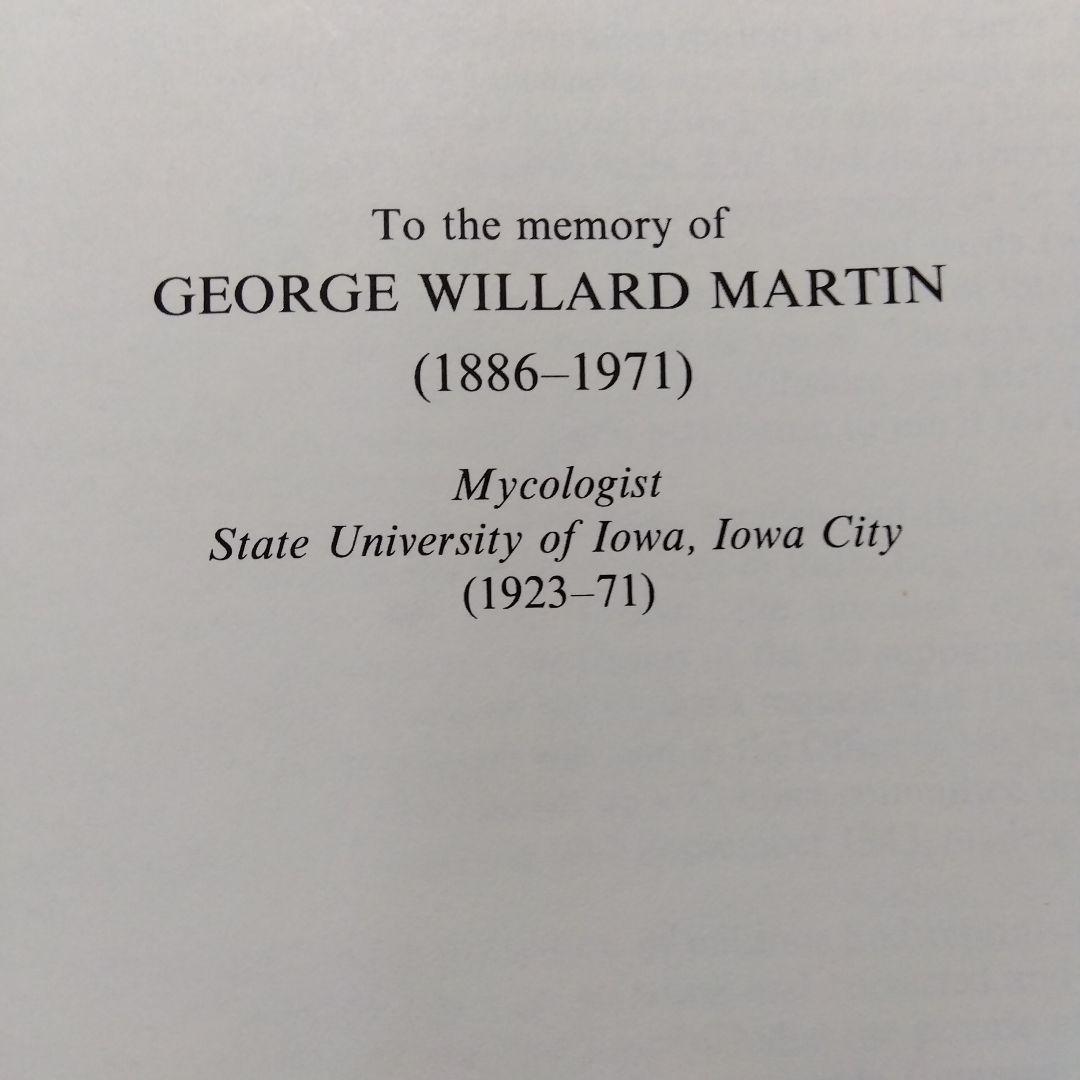 To the memory of
GEORGE WILLARD MARTIN
(1886–1971)
Mycologist
State University of Iowa, Iowa City
(1923–71)